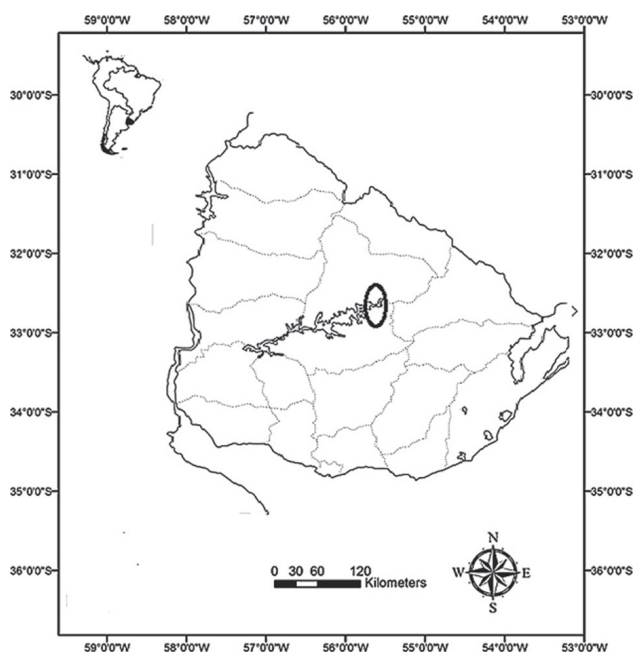 59°0'0"W 58°0'0"W 57°0'0"W 56°0'0"W 55°0'0"W 54°0'0"W 53°0'0"W
30°0'0"S 30°0'0"S
31°0'0"S 31°0'0"S
32°0'0"S 32°0'0"S
33°0'0"S 33°0'0"S
34°0'0"S 34°0'0"S
35°0'0"S 35°0'0"S
36°0'0"S 36°0'0"S
N
W E
S
0 30 60 120
Kilometers
59°0'0"W 58°0'0"W 57°0'0"W 56°0'0"W 55°0'0"W 54°0'0"W 53°0'0"W